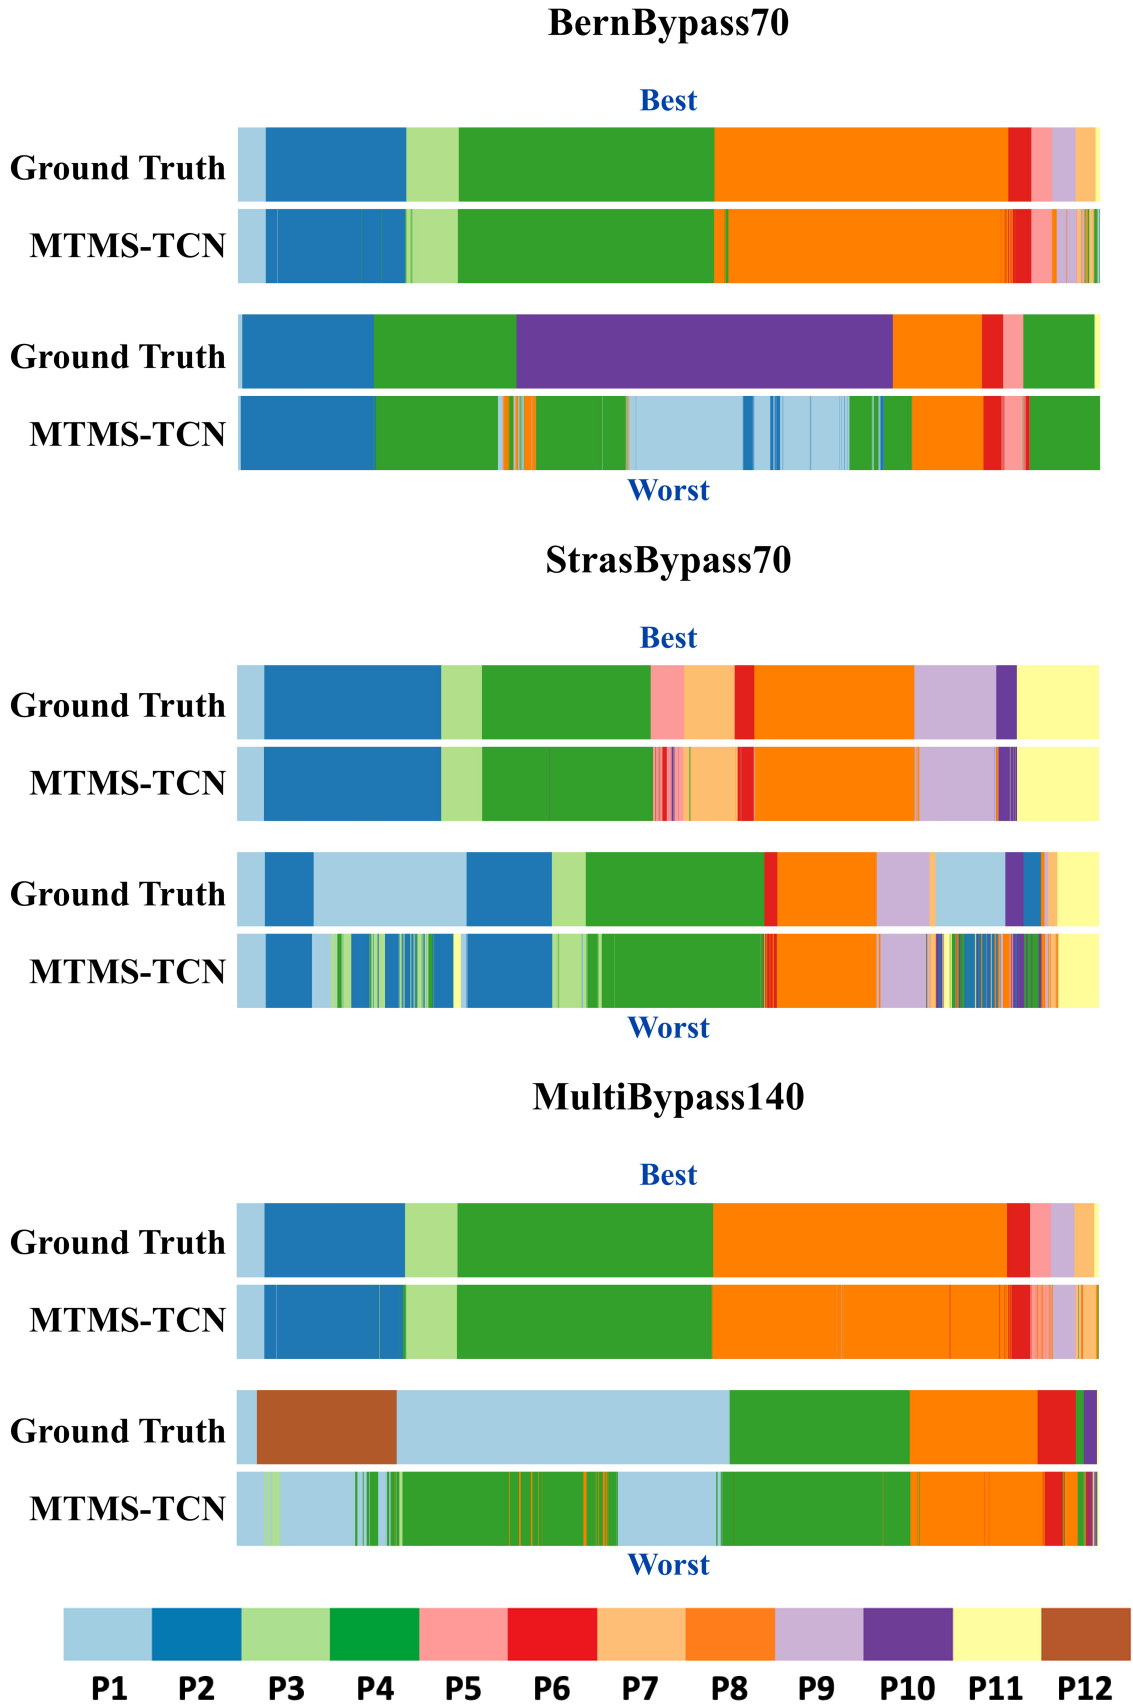 BernBypass70
Best
Ground Truth
MTMS-TCN
Ground Truth
MTMS-TCN
Worst
StrasBypass70
Best
Ground Truth
MTMS-TCN
Ground Truth
MTMS-TCN
Worst
MultiBypass140
Best
Ground Truth
MTMS-TCN
Ground Truth
MTMS-TCN
Worst
P1 P2 P3 P4 P5 P6 P7 P8 P9 P10 P11 P12